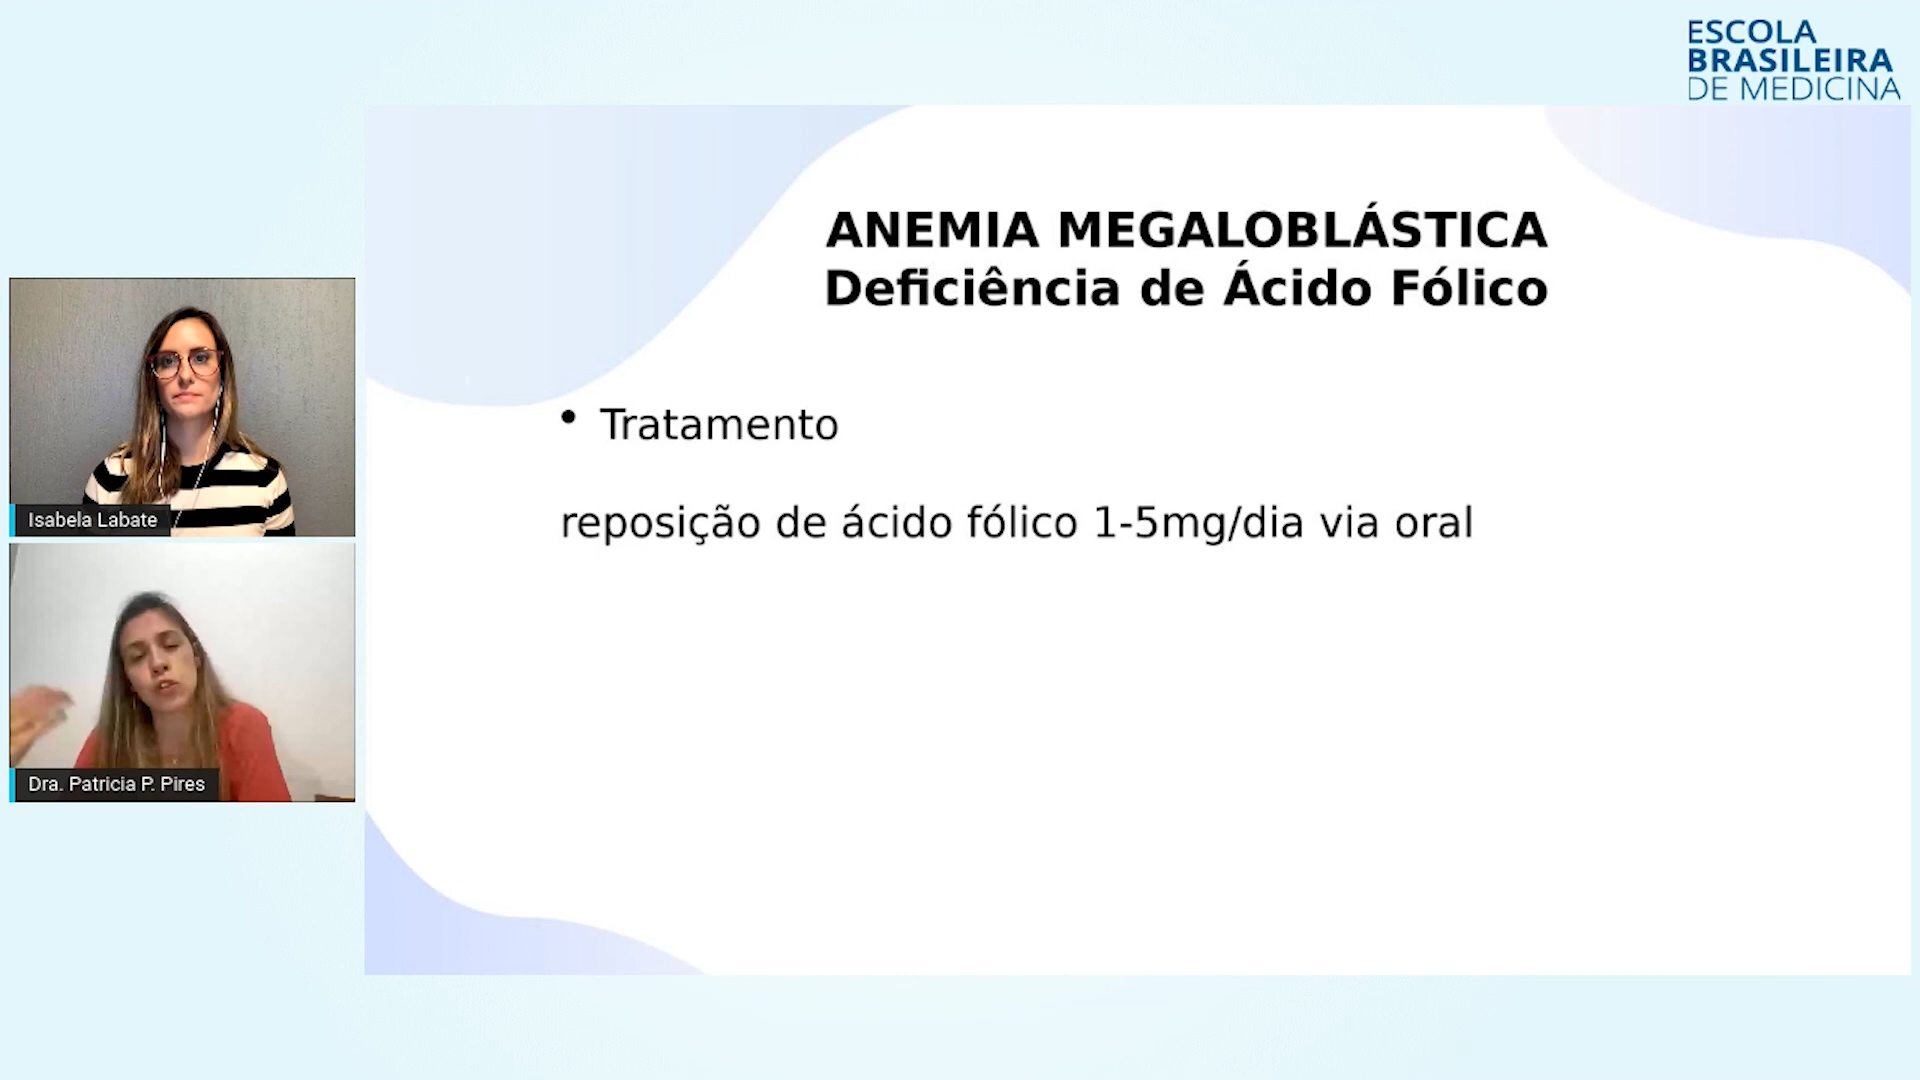 ESCOLA
BRASILEIRA
DE MEDICINA
ANEMIA MEGALOBLÁSTICA
Deficiência de Ácido Fólico
• Tratamento
reposição de ácido fólico 1-5mg/dia via oral
Isabela Labate
Dra. Patricia P. Pires